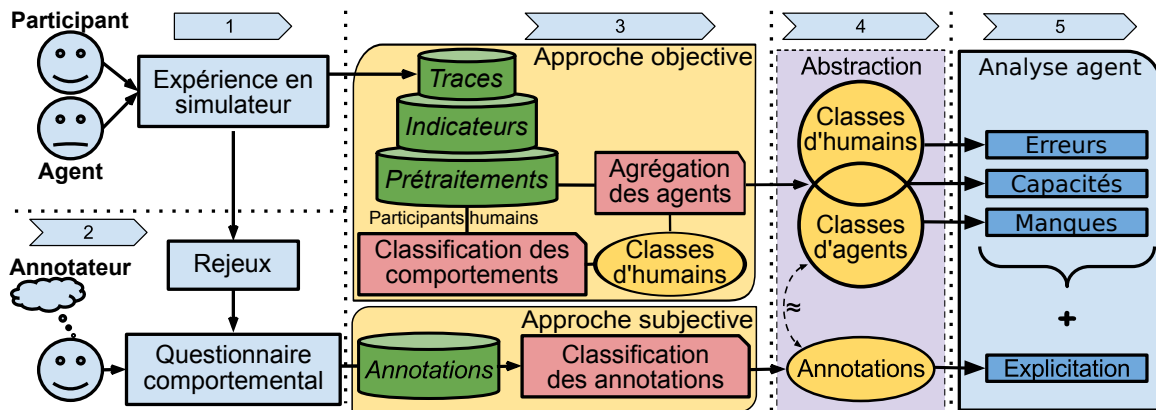 Participant
1
Expérience en
simulateur
Agent
2
Annotateur
Rejeux
Questionnaire
comportemental
3
Approche objective
Traces
Indicateurs
Prétraitements
Participants humains
Agrégation
des agents
Classification des
comportements
Classes
d'humains
Approche subjective
Annotations
Classification
des annotations
4
Abstraction
Classes
d'humains
Classes
d'agents
≈
Annotations
5
Analyse agent
Erreurs
Capacités
Manques
+
Explicitation